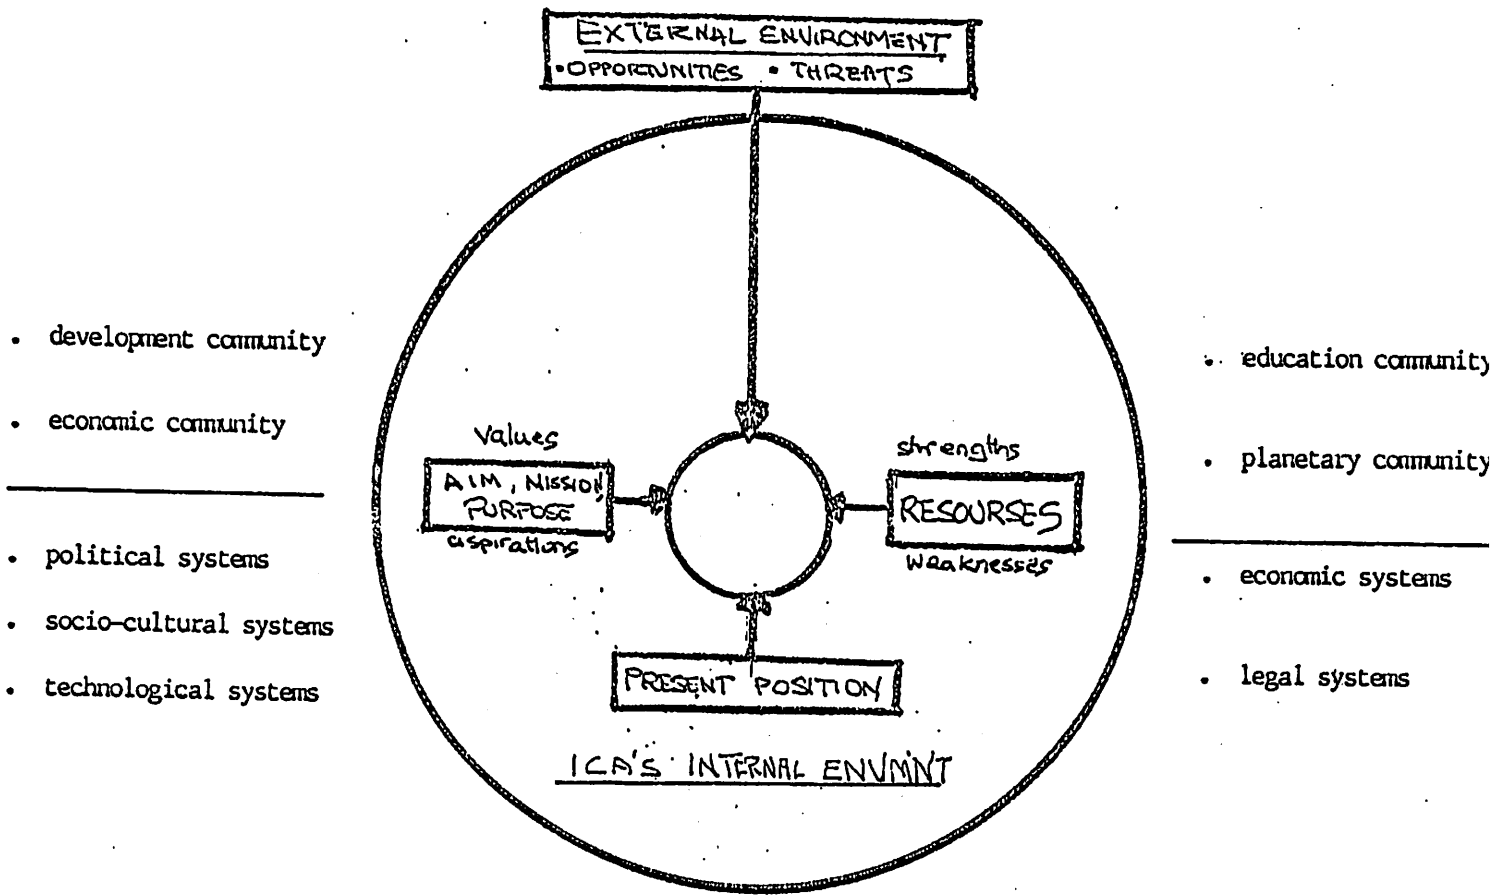 EXTERNAL ENVIRONMENT
• OPPORTUNITIES • THREATS
• development community
• economic community
• political systems
• socio-cultural systems
• technological systems
values
AIM, MISSION,
PURPOSE
aspirations
strengths
RESOURSES
weaknesses
PRESENT POSITION
ICA'S INTERNAL ENVMNT
• education community
• planetary community
• economic systems
• legal systems